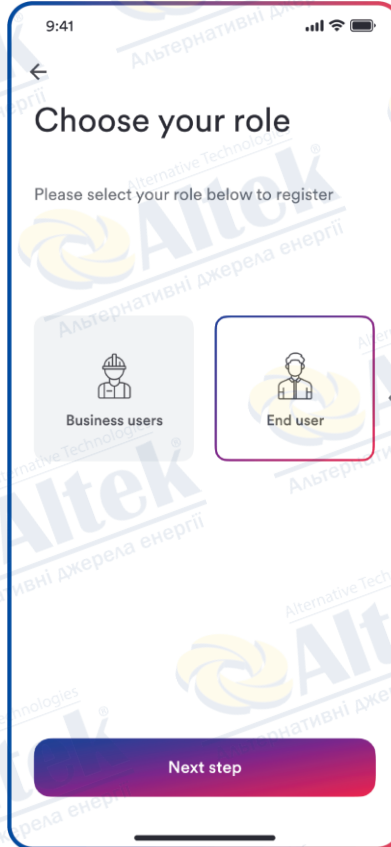 9:41
Choose your role
Please select your role below to register
Business users
End user
Next step
Alternative Technologies
Altek®
Альтернативні джерела енергії